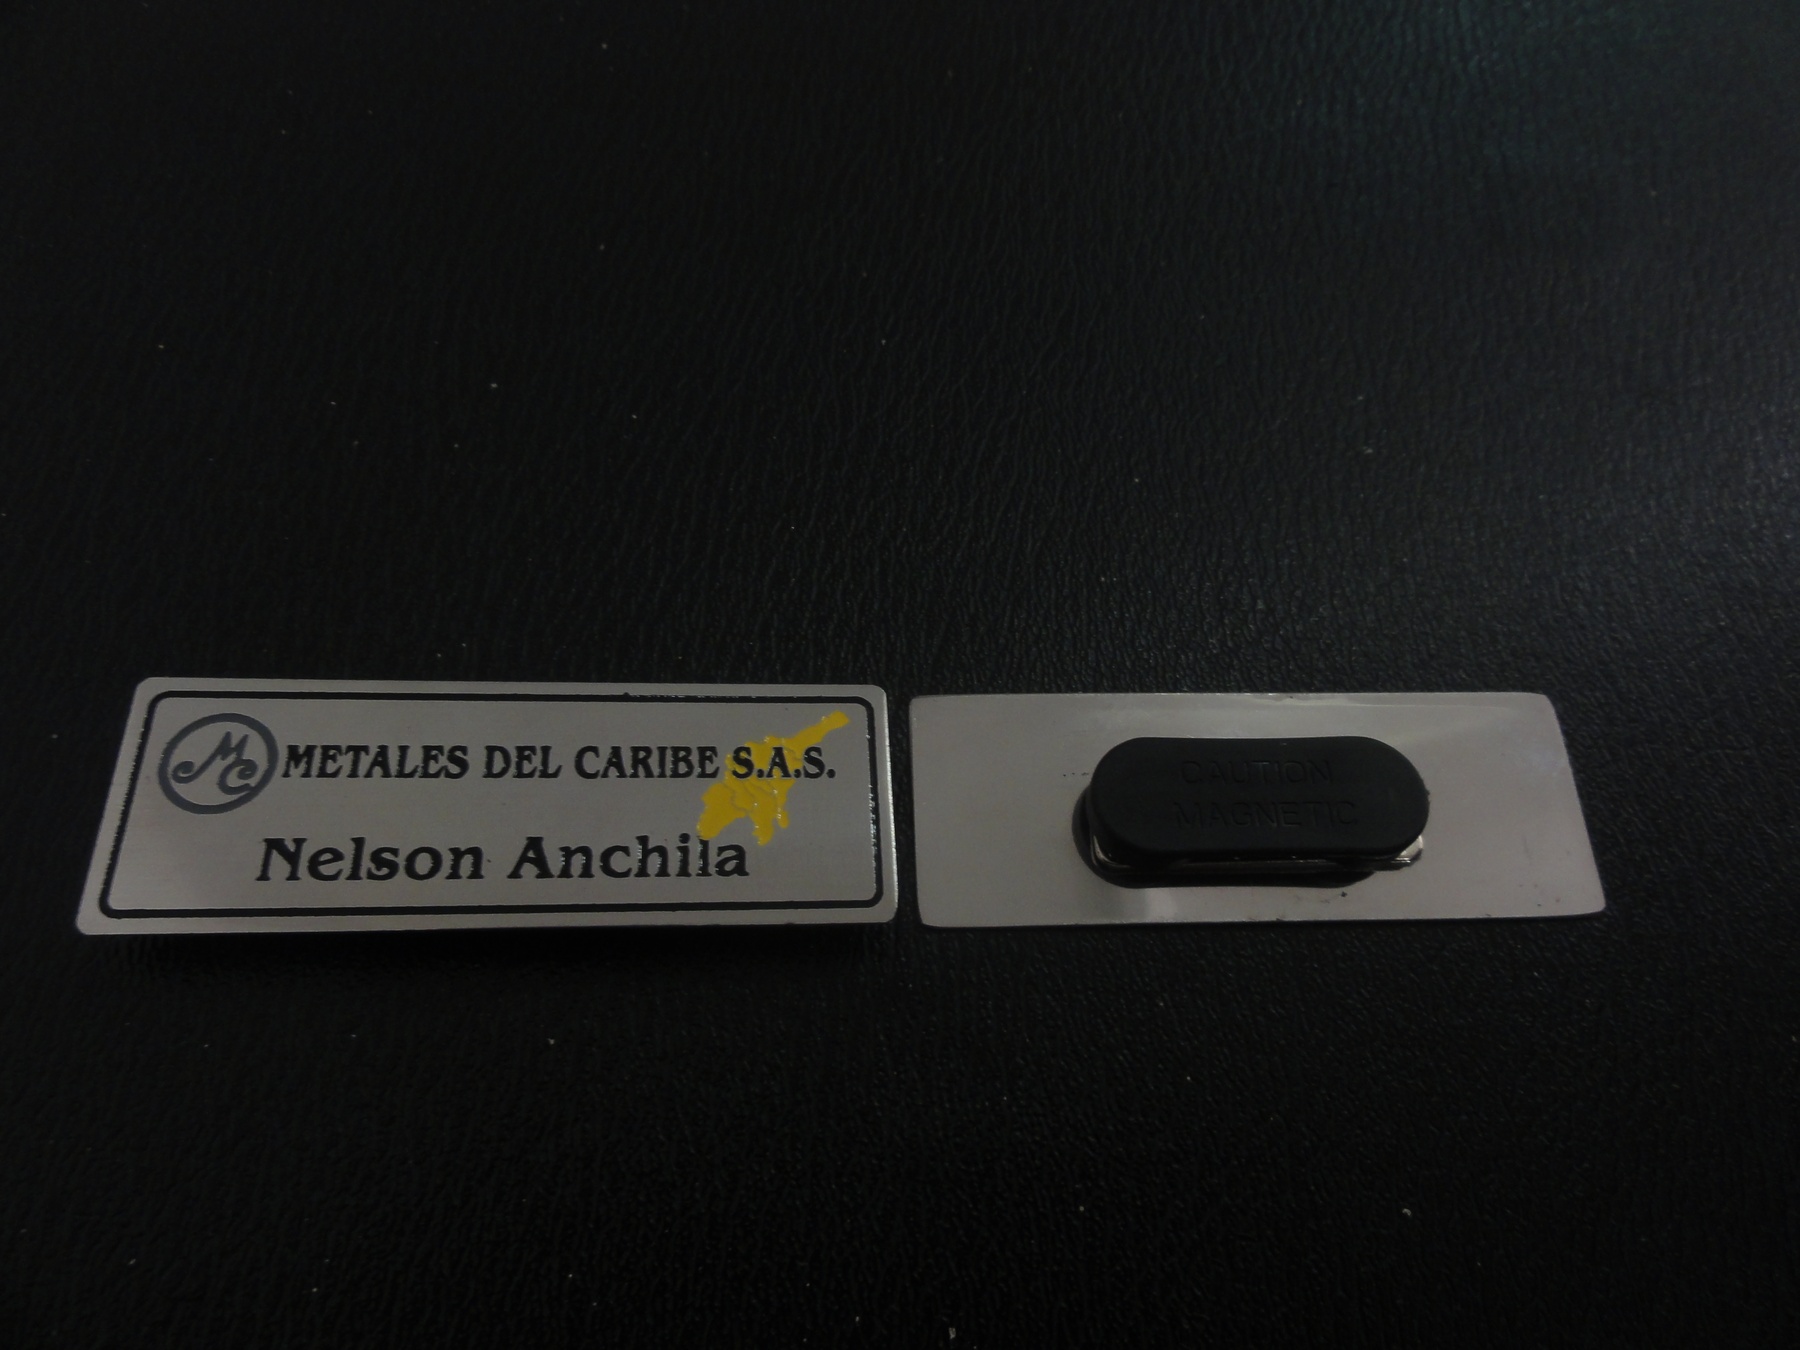 MC
METALES DEL CARIBE S.A.S.
Nelson Anchila
CAUTION
MAGNETIC